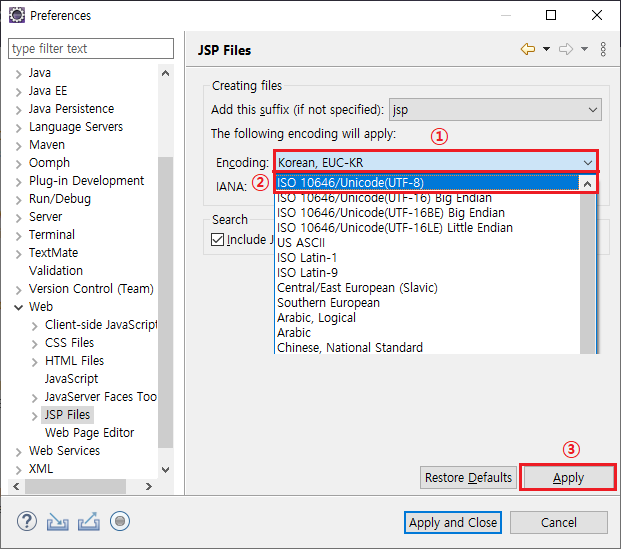 Preferences
type filter text
Java
Java EE
Java Persistence
Language Servers
Maven
Oomph
Plug-in Development
Run/Debug
Server
Terminal
TextMate
Validation
Version Control (Team)
Web
Client-side JavaScript
CSS Files
HTML Files
JavaScript
JavaServer Faces Too
JSP Files
Web Page Editor
Web Services
XML
JSP Files
Creating files
Add this suffix (if not specified): jsp
The following encoding will apply:
①
Encoding: Korean, EUC-KR
② ISO 10646/Unicode(UTF-8)
IANA:
ISO 10646/Unicode(UTF-16) Big Endian
ISO 10646/Unicode(UTF-16BE) Big Endian
ISO 10646/Unicode(UTF-16LE) Little Endian
Search
Include J
US ASCII
ISO Latin-1
ISO Latin-9
Central/East European (Slavic)
Southern European
Arabic, Logical
Arabic
Chinese, National Standard
③
Restore Defaults
Apply
Apply and Close
Cancel